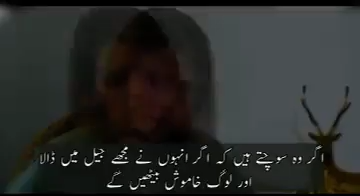 اگر وہ سوچتے ہیں کہ اگر انہوں نے مجھے جیل میں ڈالا
اور لوگ خاموش بیٹھیں گے